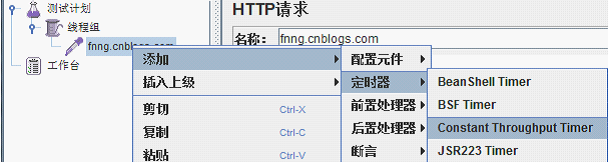 测试计划
线程组
fnng.cnblogs.com
工作台
HTTP请求
名称: fnng.cnblogs.com
添加
插入上级
剪切 Ctrl-X
复制 Ctrl-C
粘贴 Ctrl-V
配置元件
定时器
前置处理器
后置处理器
断言
BeanShell Timer
BSF Timer
Constant Throughput Timer
JSR223 Timer